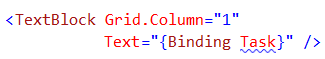 <TextBlock Grid.Column="1"
Text="{Binding Task}" />